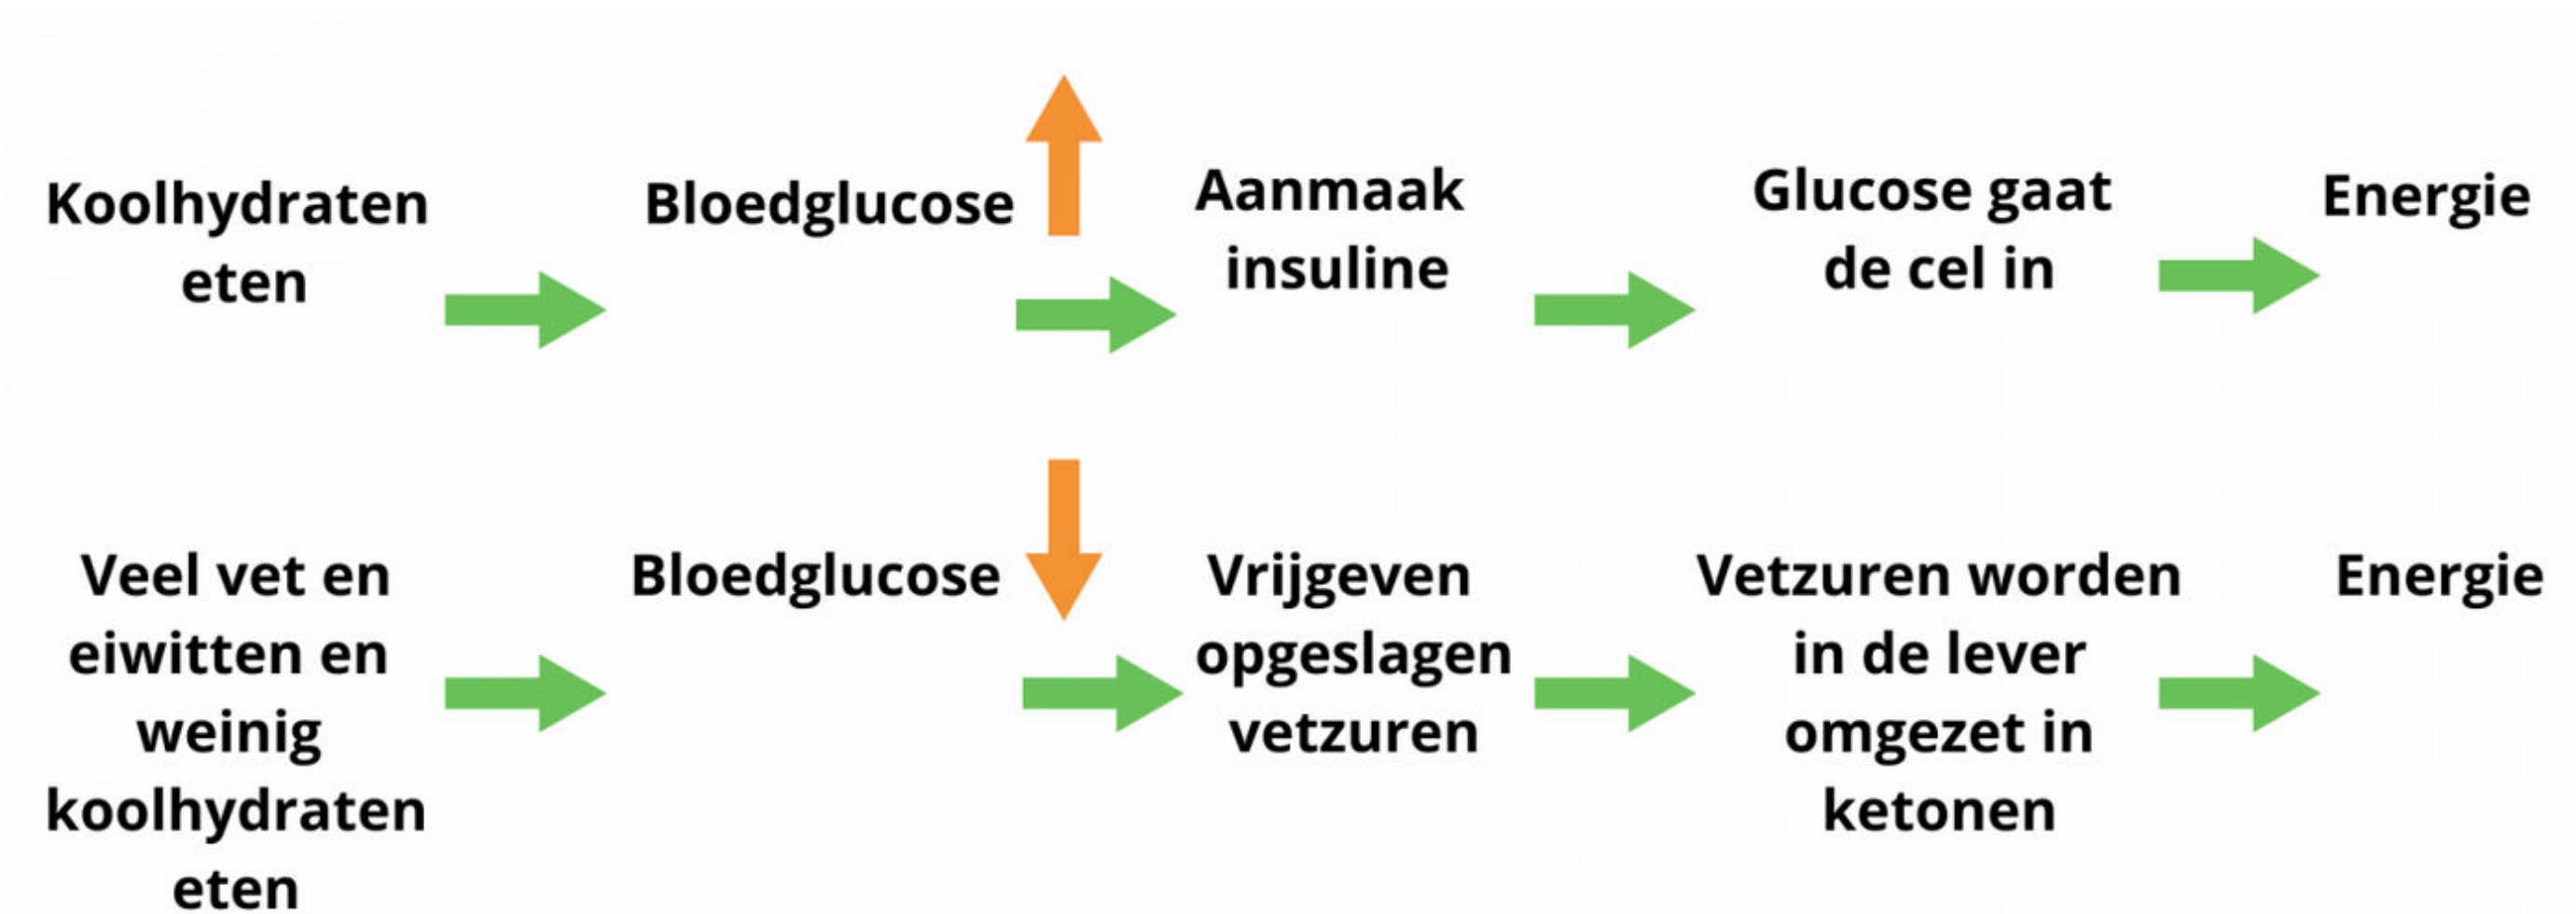 Koolhydraten
eten
Bloedglucose
Aanmaak
insuline
Glucose gaat
de cel in
Energie
Veel vet en
eiwitten en
weinig
koolhydraten
eten
Bloedglucose
Vrijgeven
opgeslagen
vetzuren
Vetzuren worden
in de lever
omgezet in
ketonen
Energie